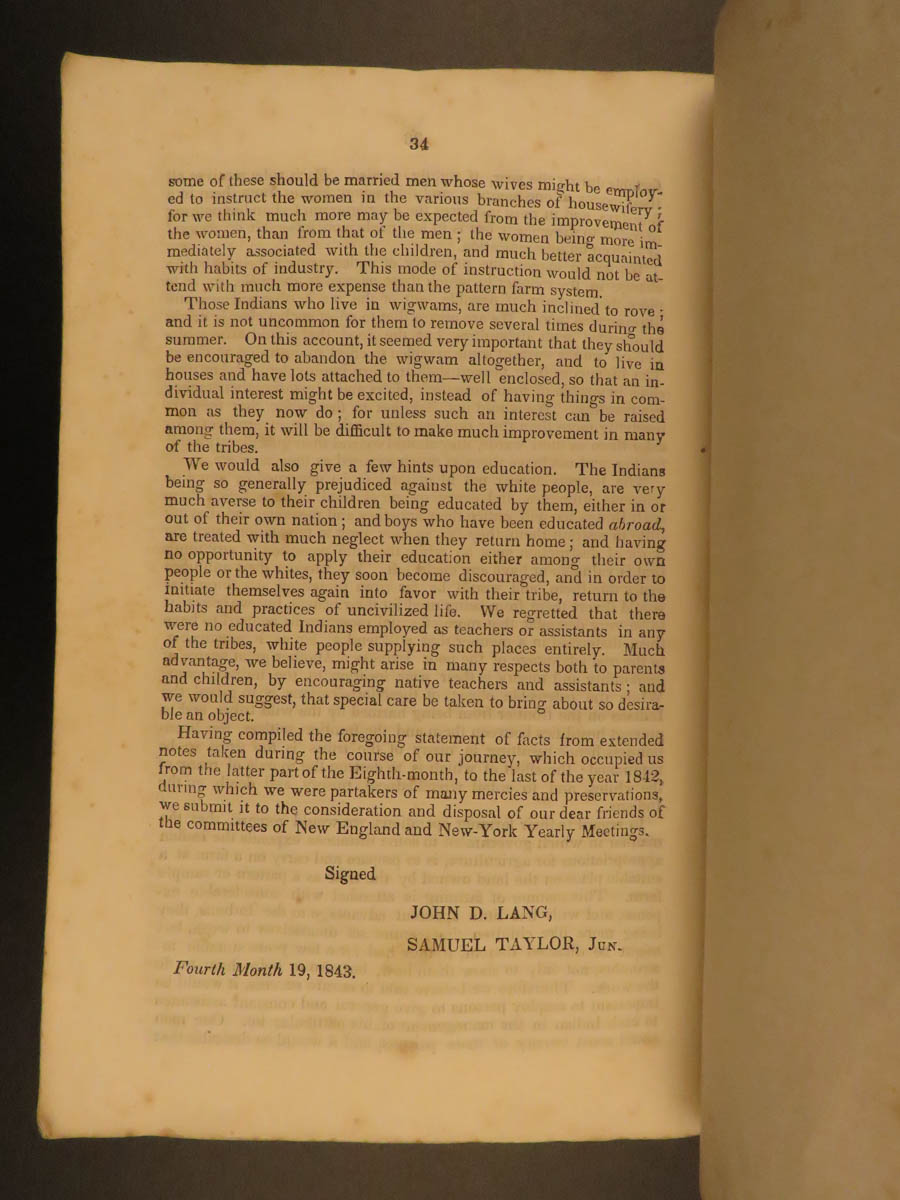 34
some of these should be married men whose wives might be employ-
ed to instruct the women in the various branches of housewifery;
for we think much more may be expected from the improvement of
the women, than from that of the men; the women being more im-
mediately associated with the children, and much better acquainted
with habits of industry. This mode of instruction would not be at-
tend with much more expense than the pattern farm system.
Those Indians who live in wigwams, are much inclined to rove;
and it is not uncommon for them to remove several times during the
summer. On this account, it seemed very important that they should
be encouraged to abandon the wigwam altogether, and to live in
houses and have lots attached to them—well enclosed, so that an in-
dividual interest might be excited, instead of having things in com-
mon as they now do; for unless such an interest can be raised
among them, it will be difficult to make much improvement in many
of the tribes.
We would also give a few hints upon education. The Indians
being so generally prejudiced against the white people, are very
much averse to their children being educated by them, either in or
out of their own nation; and boys who have been educated abroad,
are treated with much neglect when they return home; and having
no opportunity to apply their education either among their own
people or the whites, they soon become discouraged, and in order to
initiate themselves again into favor with their tribe, return to the
habits and practices of uncivilized life. We regretted that there
were no educated Indians employed as teachers or assistants in any
of the tribes, white people supplying such places entirely. Much
advantage, we believe, might arise in many respects both to parents
and children, by encouraging native teachers and assistants; and
we would suggest, that special care be taken to bring about so desira-
ble an object.
Having compiled the foregoing statement of facts from extended
notes taken during the course of our journey, which occupied us
from the latter part of the Eighth-month, to the last of the year 1842,
during which we were partakers of many mercies and preservations,
we submit it to the consideration and disposal of our dear friends of
the committees of New England and New-York Yearly Meetings.
Signed
JOHN D. LANG,
SAMUEL TAYLOR, Jun.
Fourth Month 19, 1843.